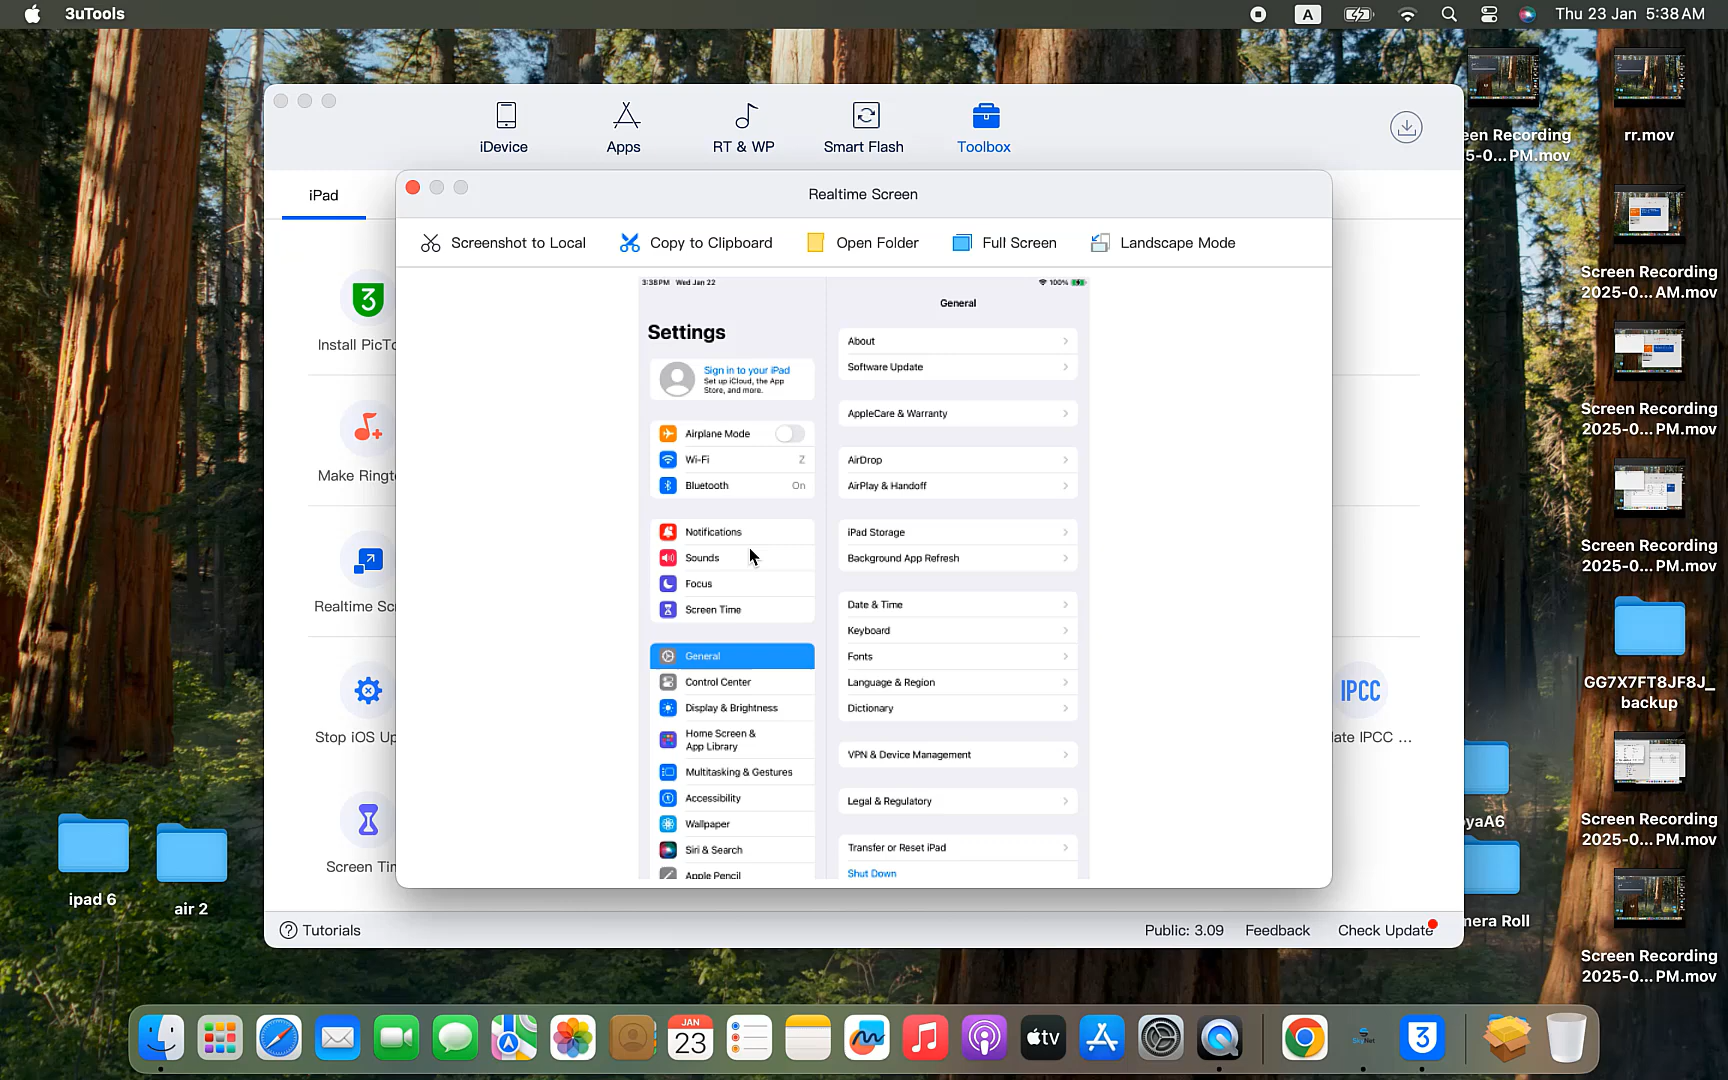 3uTools
A
Thu 23 Jan 5:38 AM
iDevice
Apps
RT & WP
Smart Flash
Toolbox
een Recording
5-0...PM.mov
rr.mov
iPad
Realtime Screen
Screenshot to Local
Copy to Clipboard
Open Folder
Full Screen
Landscape Mode
3
Install PicTo
Make Ringt
Realtime Sc
Stop iOS Up
Screen Tim
3:38PM Wed Jan 22
100%
Settings
Sign in to your iPad
Set up iCloud, the App
Store, and more.
Airplane Mode
Wi-Fi
Z
Bluetooth
On
Notifications
Sounds
Focus
Screen Time
General
Control Center
Display & Brightness
Home Screen &
App Library
Multitasking & Gestures
Accessibility
Wallpaper
Siri & Search
Apple Pencil
General
About
Software Update
AppleCare & Warranty
AirDrop
AirPlay & Handoff
iPad Storage
Background App Refresh
Date & Time
Keyboard
Fonts
Language & Region
Dictionary
VPN & Device Management
Legal & Regulatory
Transfer or Reset iPad
Shut Down
IPCC
ate IPCC ...
Screen Recording
2025-0...AM.mov
Screen Recording
2025-0...PM.mov
Screen Recording
2025-0...PM.mov
GG7X7FT8JF8J_
backup
yaA6
Screen Recording
2025-0...PM.mov
mera Roll
Screen Recording
2025-0...PM.mov
ipad 6
air 2
Tutorials
Public: 3.09
Feedback
Check Update
JAN
23
tv
SkyNet
3